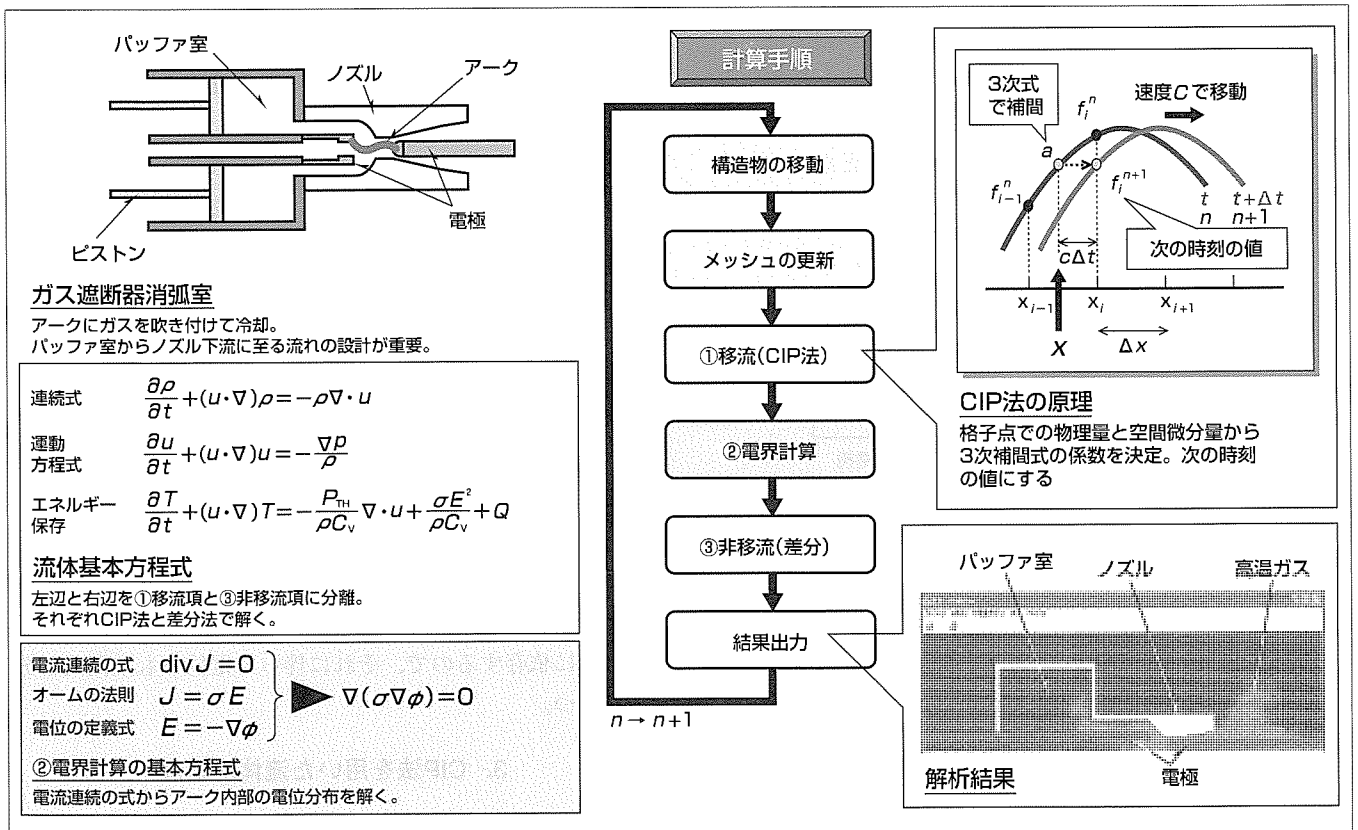 パッファ室
ノズル
アーク
電極
ピストン
ガス遮断器消弧室
アークにガスを吹き付けて冷却。
パッファ室からノズル下流に至る流れの設計が重要。
連続式 ∂ρ/∂t+(u・∇)ρ=−ρ∇・u
運動
方程式 ∂u/∂t+(u・∇)u=−∇p/ρ
エネルギー
保存 ∂T/∂t+(u・∇)T=−P_TH/ρC_V ∇・u+σE²/ρC_V+Q
流体基本方程式
左辺と右辺を①移流項と③非移流項に分離。
それぞれCIP法と差分法で解く。
電流連続の式 divJ=0
オームの法則 J=σE
電位の定義式 E=−∇φ
∇(σ∇φ)=0
②電界計算の基本方程式
電流連続の式からアーク内部の電位分布を解く。
計算手順
構造物の移動
メッシュの更新
①移流(CIP法)
②電界計算
③非移流(差分)
結果出力
n→n+1
3次式
で補間
速度Cで移動
f_i^n
a
f_{i-1}^n
f_i^{n+1}
t t+Δt
n n+1
次の時刻の値
cΔt
x_{i-1} x_i x_{i+1}
X Δx
CIP法の原理
格子点での物理量と空間微分量から
3次補間式の係数を決定。次の時刻
の値にする
パッファ室
ノズル
高温ガス
電極
解析結果